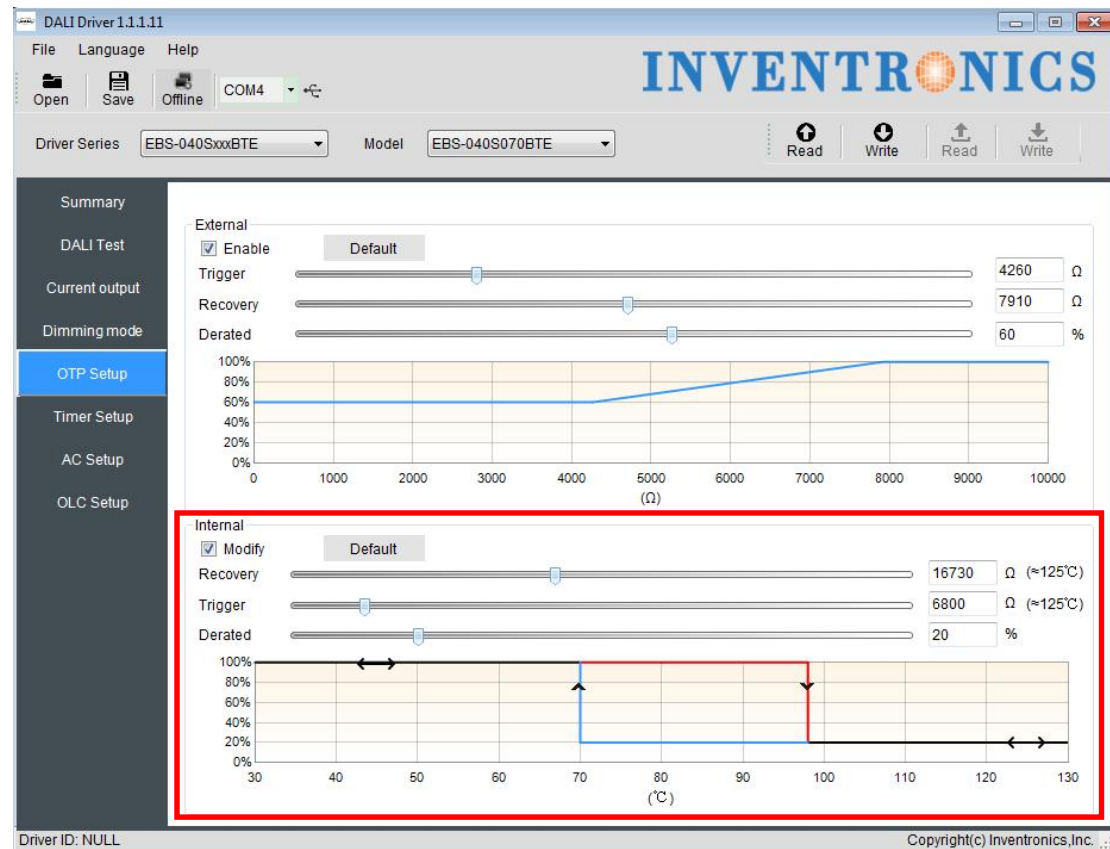 DALI Driver 1.1.1.11
File Language Help
INVENTRONICS
Open Save Offline COM4
Driver Series EBS-040SxxxBTE Model EBS-040S070BTE Read Write Read Write
Summary
DALI Test
Current output
Dimming mode
OTP Setup
Timer Setup
AC Setup
OLC Setup
External
Enable Default
Trigger 4260 Ω
Recovery 7910 Ω
Derated 60 %
100%
80%
60%
40%
20%
0%
0 1000 2000 3000 4000 5000 6000 7000 8000 9000 10000
(Ω)
Internal
Modify Default
Recovery 16730 Ω (≈125℃)
Trigger 6800 Ω (≈125℃)
Derated 20 %
100%
80%
60%
40%
20%
0%
30 40 50 60 70 80 90 100 110 120 130
(℃)
Driver ID: NULL Copyright(c) Inventronics,Inc.